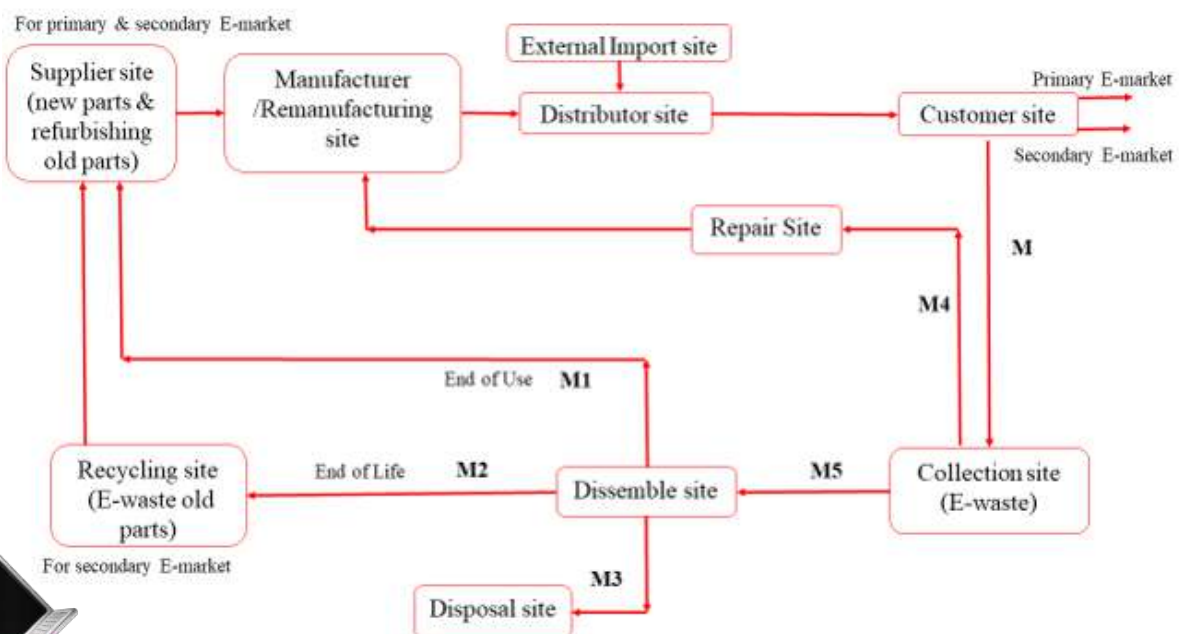 For primary & secondary E-market
Supplier site
(new parts &
refurbishing
old parts)
Manufacturer
/Remanufacturing
site
External Import site
Distributor site
Customer site
Primary E-market
Secondary E-market
Repair Site
M
M4
End of Use M1
Recycling site
(E-waste old
parts)
For secondary E-market
End of Life M2
Dissemble site
M5
Collection site
(E-waste)
M3
Disposal site